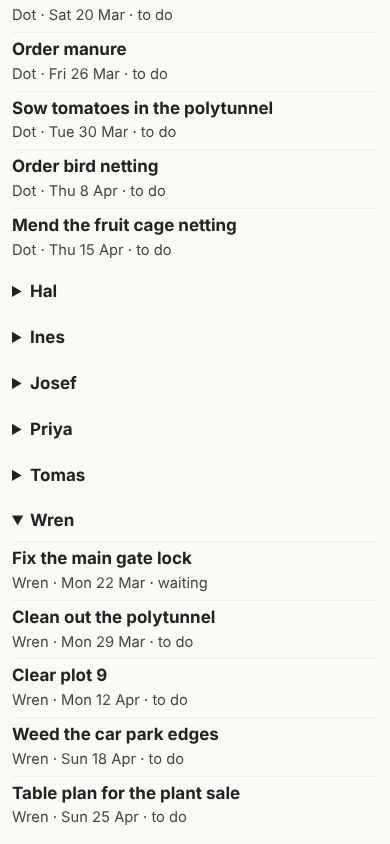 Dot · Sat 20 Mar · to do
Order manure
Dot · Fri 26 Mar · to do
Sow tomatoes in the polytunnel
Dot · Tue 30 Mar · to do
Order bird netting
Dot · Thu 8 Apr · to do
Mend the fruit cage netting
Dot · Thu 15 Apr · to do
Hal
Ines
Josef
Priya
Tomas
Wren
Fix the main gate lock
Wren · Mon 22 Mar · waiting
Clean out the polytunnel
Wren · Mon 29 Mar · to do
Clear plot 9
Wren · Mon 12 Apr · to do
Weed the car park edges
Wren · Sun 18 Apr · to do
Table plan for the plant sale
Wren · Sun 25 Apr · to do